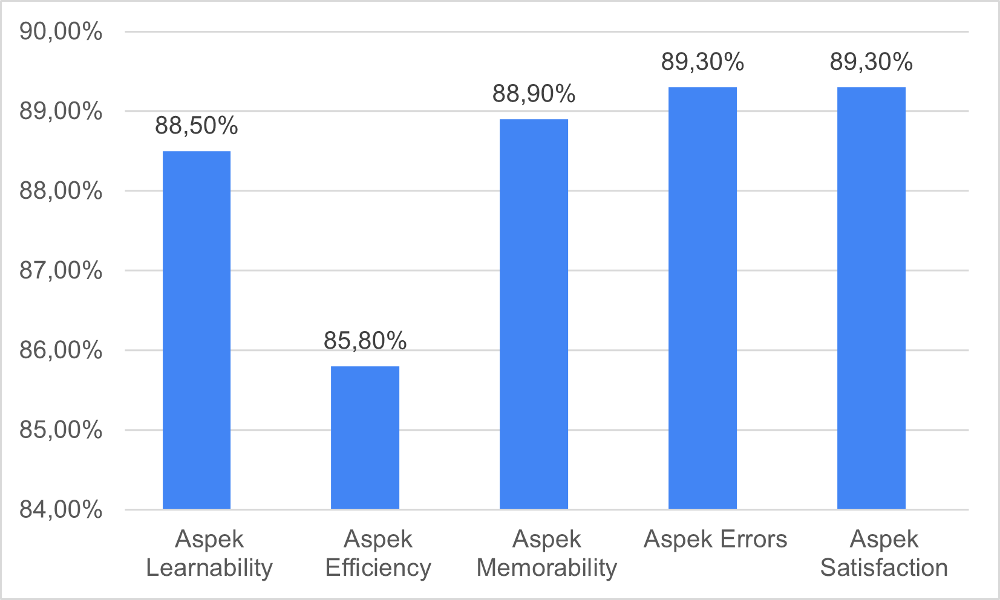 90,00%
89,00%
88,00%
87,00%
86,00%
85,00%
84,00%
88,50%
85,80%
88,90%
89,30%
89,30%
Aspek
Learnability
Aspek
Efficiency
Aspek
Memorability
Aspek Errors
Aspek
Satisfaction